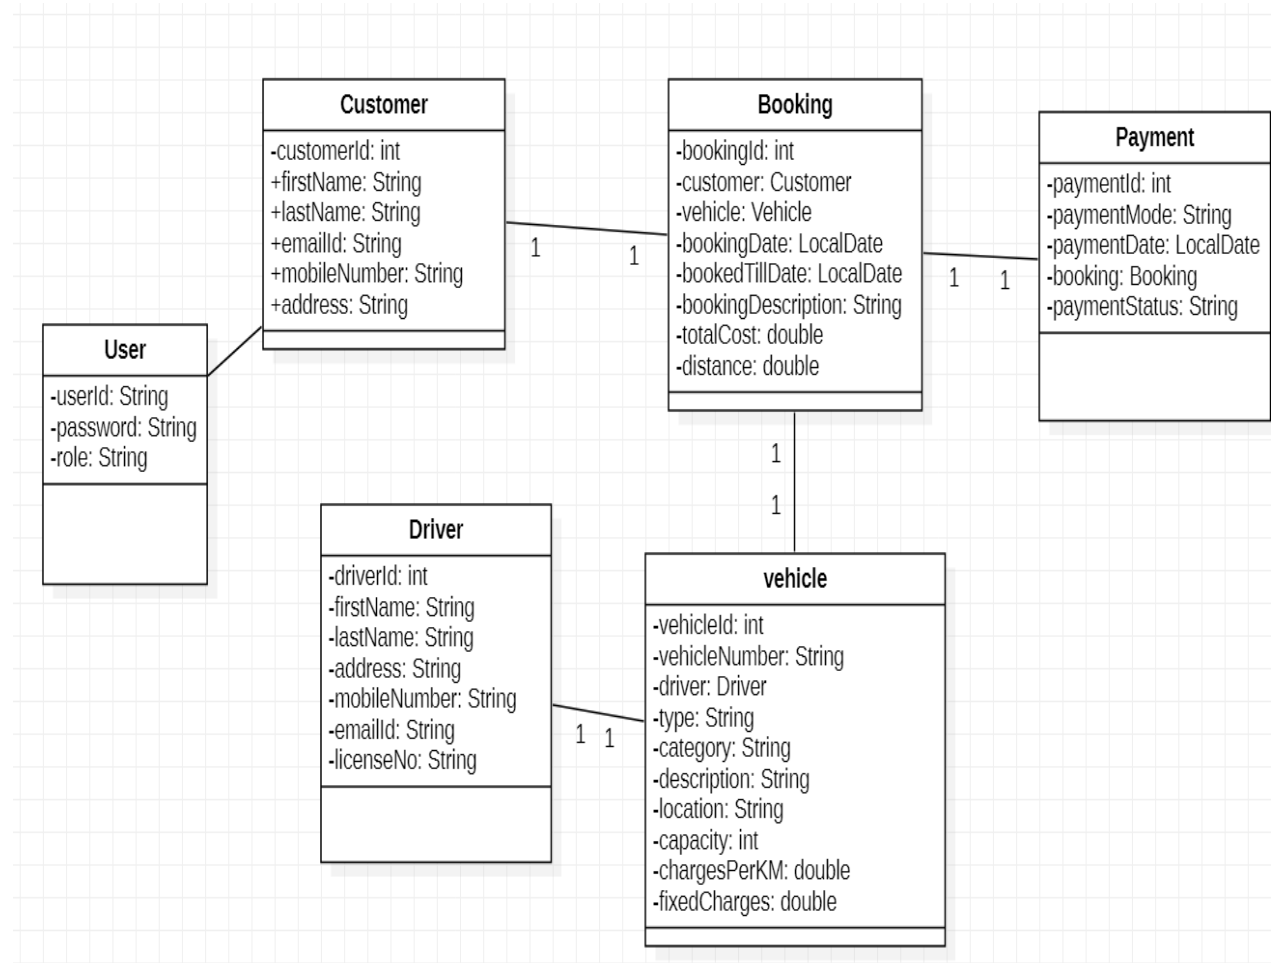 Customer
-customerId: int
+firstName: String
+lastName: String
+emailId: String
+mobileNumber: String
+address: String
1
1
Booking
-bookingId: int
-customer: Customer
-vehicle: Vehicle
-bookingDate: LocalDate
-bookedTillDate: LocalDate
-bookingDescription: String
-totalCost: double
-distance: double
1
1
Payment
-paymentId: int
-paymentMode: String
-paymentDate: LocalDate
-booking: Booking
-paymentStatus: String
User
-userId: String
-password: String
-role: String
1
1
Driver
-driverId: int
-firstName: String
-lastName: String
-address: String
-mobileNumber: String
-emailId: String
-licenseNo: String
1
1
vehicle
-vehicleId: int
-vehicleNumber: String
-driver: Driver
-type: String
-category: String
-description: String
-location: String
-capacity: int
-chargesPerKM: double
-fixedCharges: double